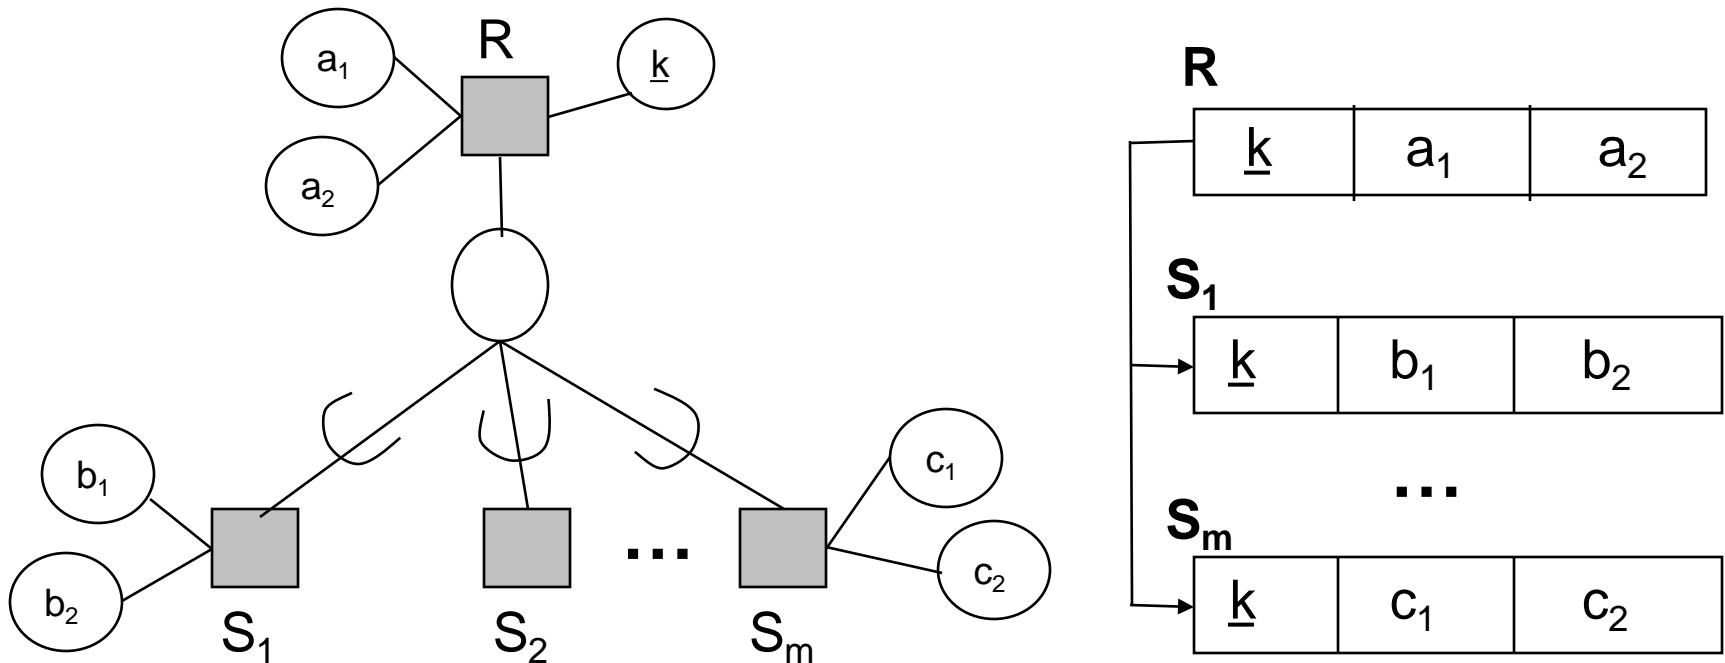 R
a₁
k
a₂
b₁
b₂
c₁
c₂
...
S₁
S₂
Sₘ
R
k a₁ a₂
S₁
k b₁ b₂
...
Sₘ
k c₁ c₂